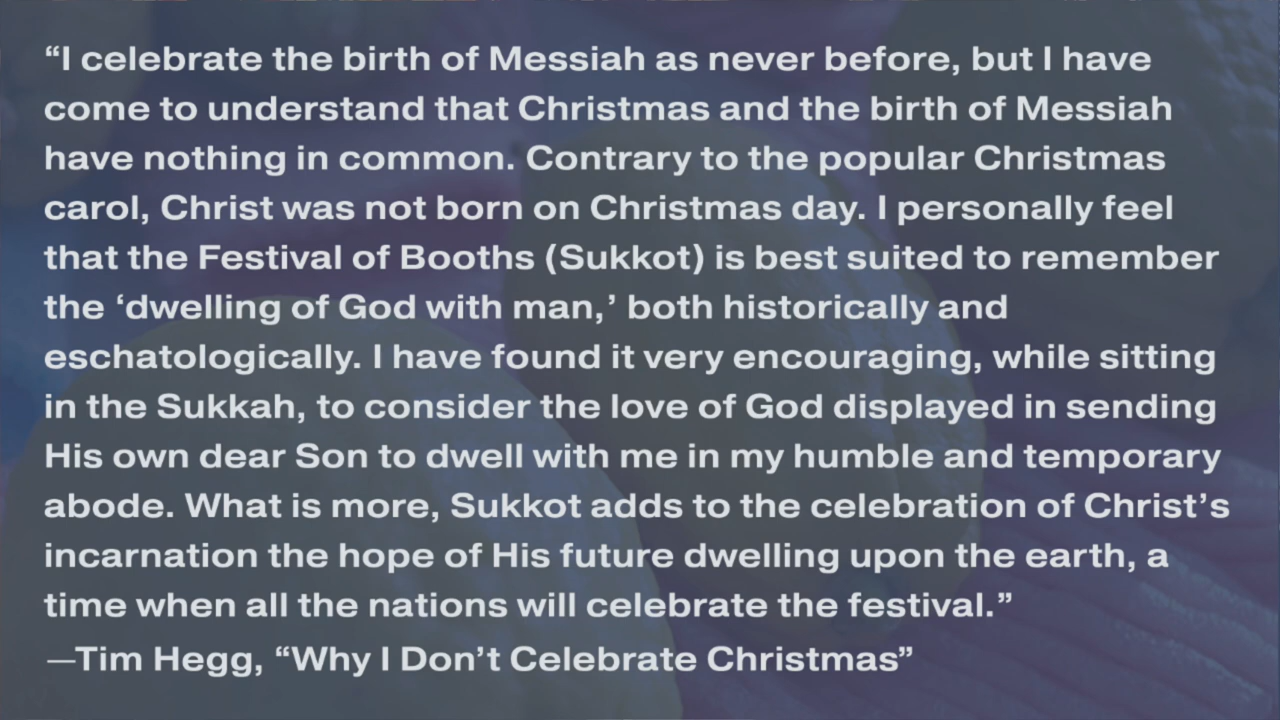 “I celebrate the birth of Messiah as never before, but I have
come to understand that Christmas and the birth of Messiah
have nothing in common. Contrary to the popular Christmas
carol, Christ was not born on Christmas day. I personally feel
that the Festival of Booths (Sukkot) is best suited to remember
the ‘dwelling of God with man,’ both historically and
eschatologically. I have found it very encouraging, while sitting
in the Sukkah, to consider the love of God displayed in sending
His own dear Son to dwell with me in my humble and temporary
abode. What is more, Sukkot adds to the celebration of Christ’s
incarnation the hope of His future dwelling upon the earth, a
time when all the nations will celebrate the festival.”
—Tim Hegg, “Why I Don’t Celebrate Christmas”